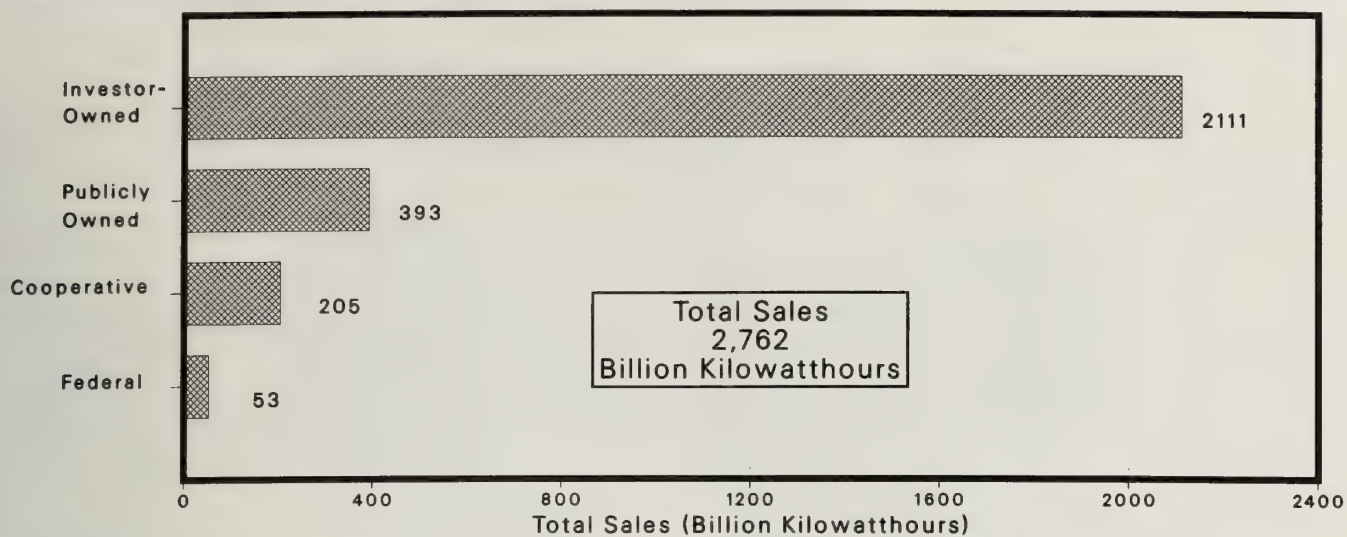 Investor-
Owned
2111
Publicly
Owned
393
Cooperative
205
Federal
53
Total Sales
2,762
Billion Kilowatthours
0 400 800 1200 1600 2000 2400
Total Sales (Billion Kilowatthours)